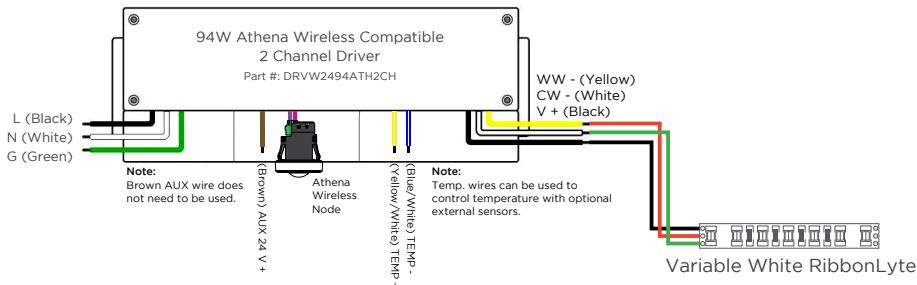 94W Athena Wireless Compatible
2 Channel Driver
Part #: DRVW2494ATH2CH
WW - (Yellow)
CW - (White)
V + (Black)
L (Black)
N (White)
G (Green)
Note:
Brown AUX wire does
not need to be used.
(Brown) AUX 24 V +
Athena
Wireless
Node
(Yellow/White) TEMP -
(Blue/White) TEMP -
Note:
Temp. wires can be used to
control temperature with optional
external sensors.
Variable White RibbonLyte